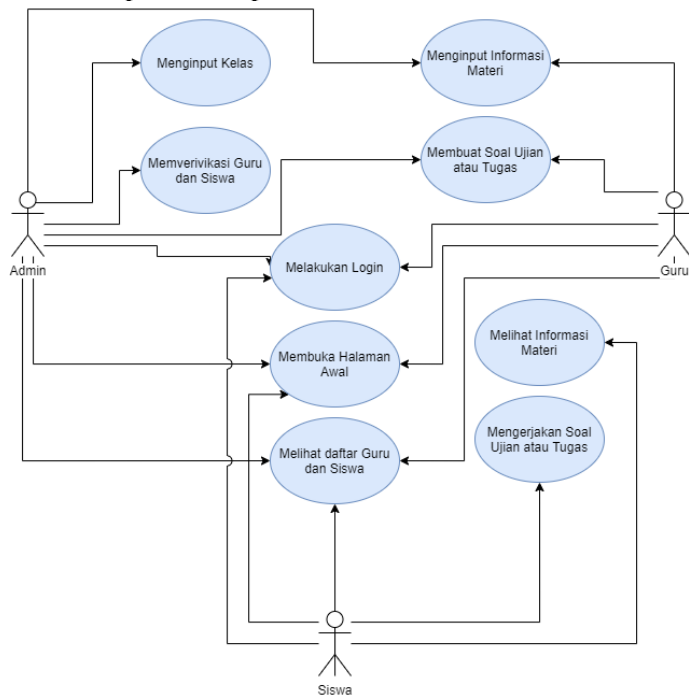 Menginput Kelas
Menginput Informasi
Materi
Memverivikasi Guru
dan Siswa
Membuat Soal Ujian
atau Tugas
Admin
Guru
Melakukan Login
Membuka Halaman
Awal
Melihat Informasi
Materi
Melihat daftar Guru
dan Siswa
Mengerjakan Soal
Ujian atau Tugas
Siswa